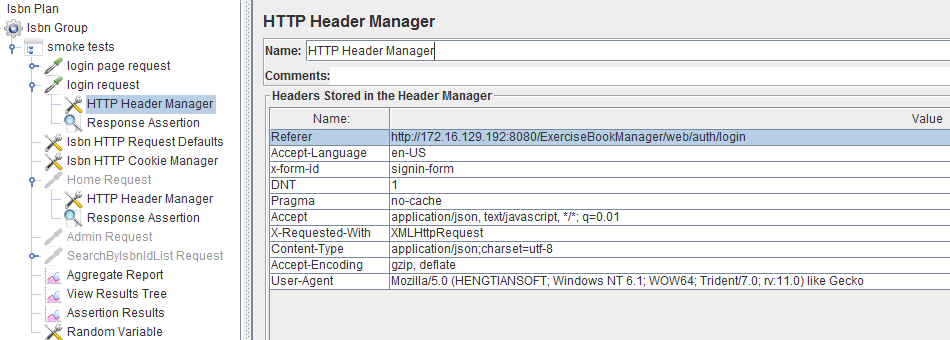 Isbn Plan
Isbn Group
smoke tests
login page request
login request
HTTP Header Manager
Response Assertion
Isbn HTTP Request Defaults
Isbn HTTP Cookie Manager
Home Request
HTTP Header Manager
Response Assertion
Admin Request
SearchByIsbnIdList Request
Aggregate Report
View Results Tree
Assertion Results
Random Variable
HTTP Header Manager
Name: HTTP Header Manager
Comments:
Headers Stored in the Header Manager
Name: Value
Referer http://172.16.129.192:8080/ExerciseBookManager/web/auth/login
Accept-Language en-US
x-form-id signin-form
DNT 1
Pragma no-cache
Accept application/json, text/javascript, */*; q=0.01
X-Requested-With XMLHttpRequest
Content-Type application/json;charset=utf-8
Accept-Encoding gzip, deflate
User-Agent Mozilla/5.0 (HENGTIANSOFT; Windows NT 6.1; WOW64; Trident/7.0; rv:11.0) like Gecko